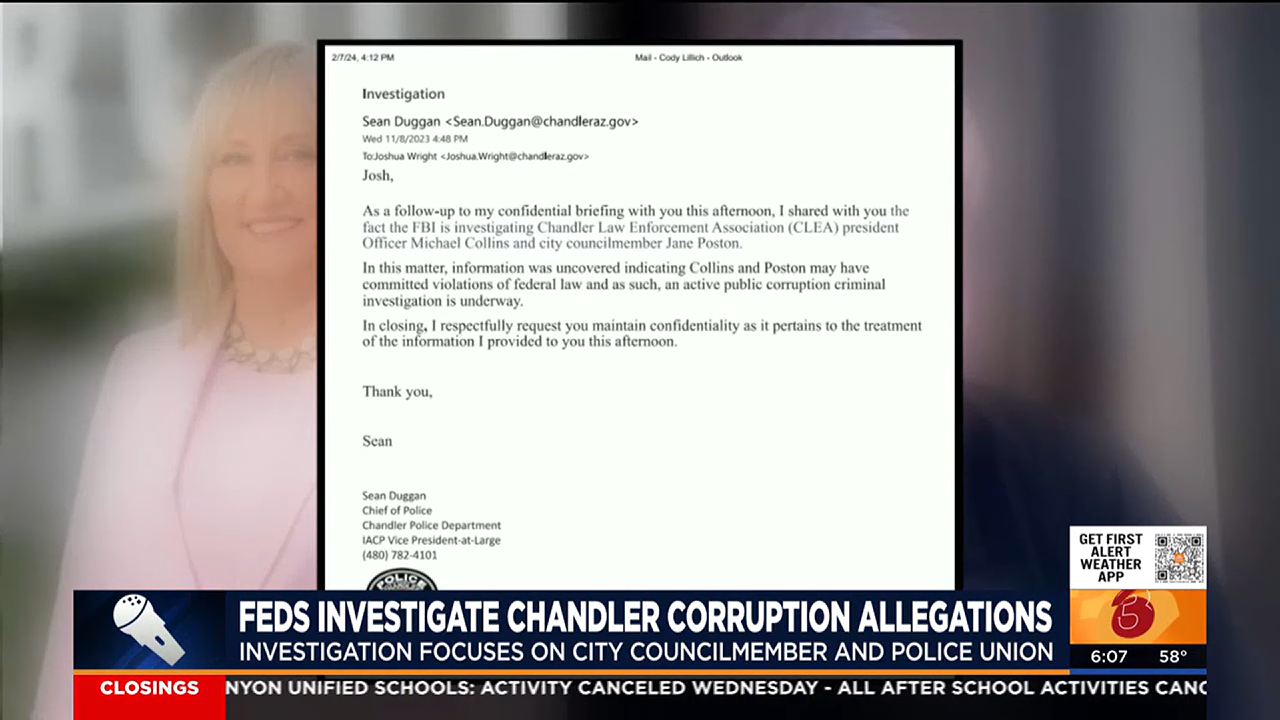 2/7/24, 4:12 PM
Mail - Cody Lillich - Outlook
Investigation
Sean Duggan <Sean.Duggan@chandleraz.gov>
Wed 11/8/2023 4:48 PM
To:Joshua Wright <Joshua.Wright@chandleraz.gov>
Josh,
As a follow-up to my confidential briefing with you this afternoon, I shared with you the
fact the FBI is investigating Chandler Law Enforcement Association (CLEA) president
Officer Michael Collins and city councilmember Jane Poston.
In this matter, information was uncovered indicating Collins and Poston may have
committed violations of federal law and as such, an active public corruption criminal
investigation is underway.
In closing, I respectfully request you maintain confidentiality as it pertains to the treatment
of the information I provided to you this afternoon.
Thank you,
Sean
Sean Duggan
Chief of Police
Chandler Police Department
IACP Vice President-at-Large
(480) 782-4101
POLICE
GET FIRST
ALERT
WEATHER
APP
FEDS INVESTIGATE CHANDLER CORRUPTION ALLEGATIONS
INVESTIGATION FOCUSES ON CITY COUNCILMEMBER AND POLICE UNION
3
6:07 58°
CLOSINGS
NYON UNIFIED SCHOOLS: ACTIVITY CANCELED WEDNESDAY - ALL AFTER SCHOOL ACTIVITIES CANC